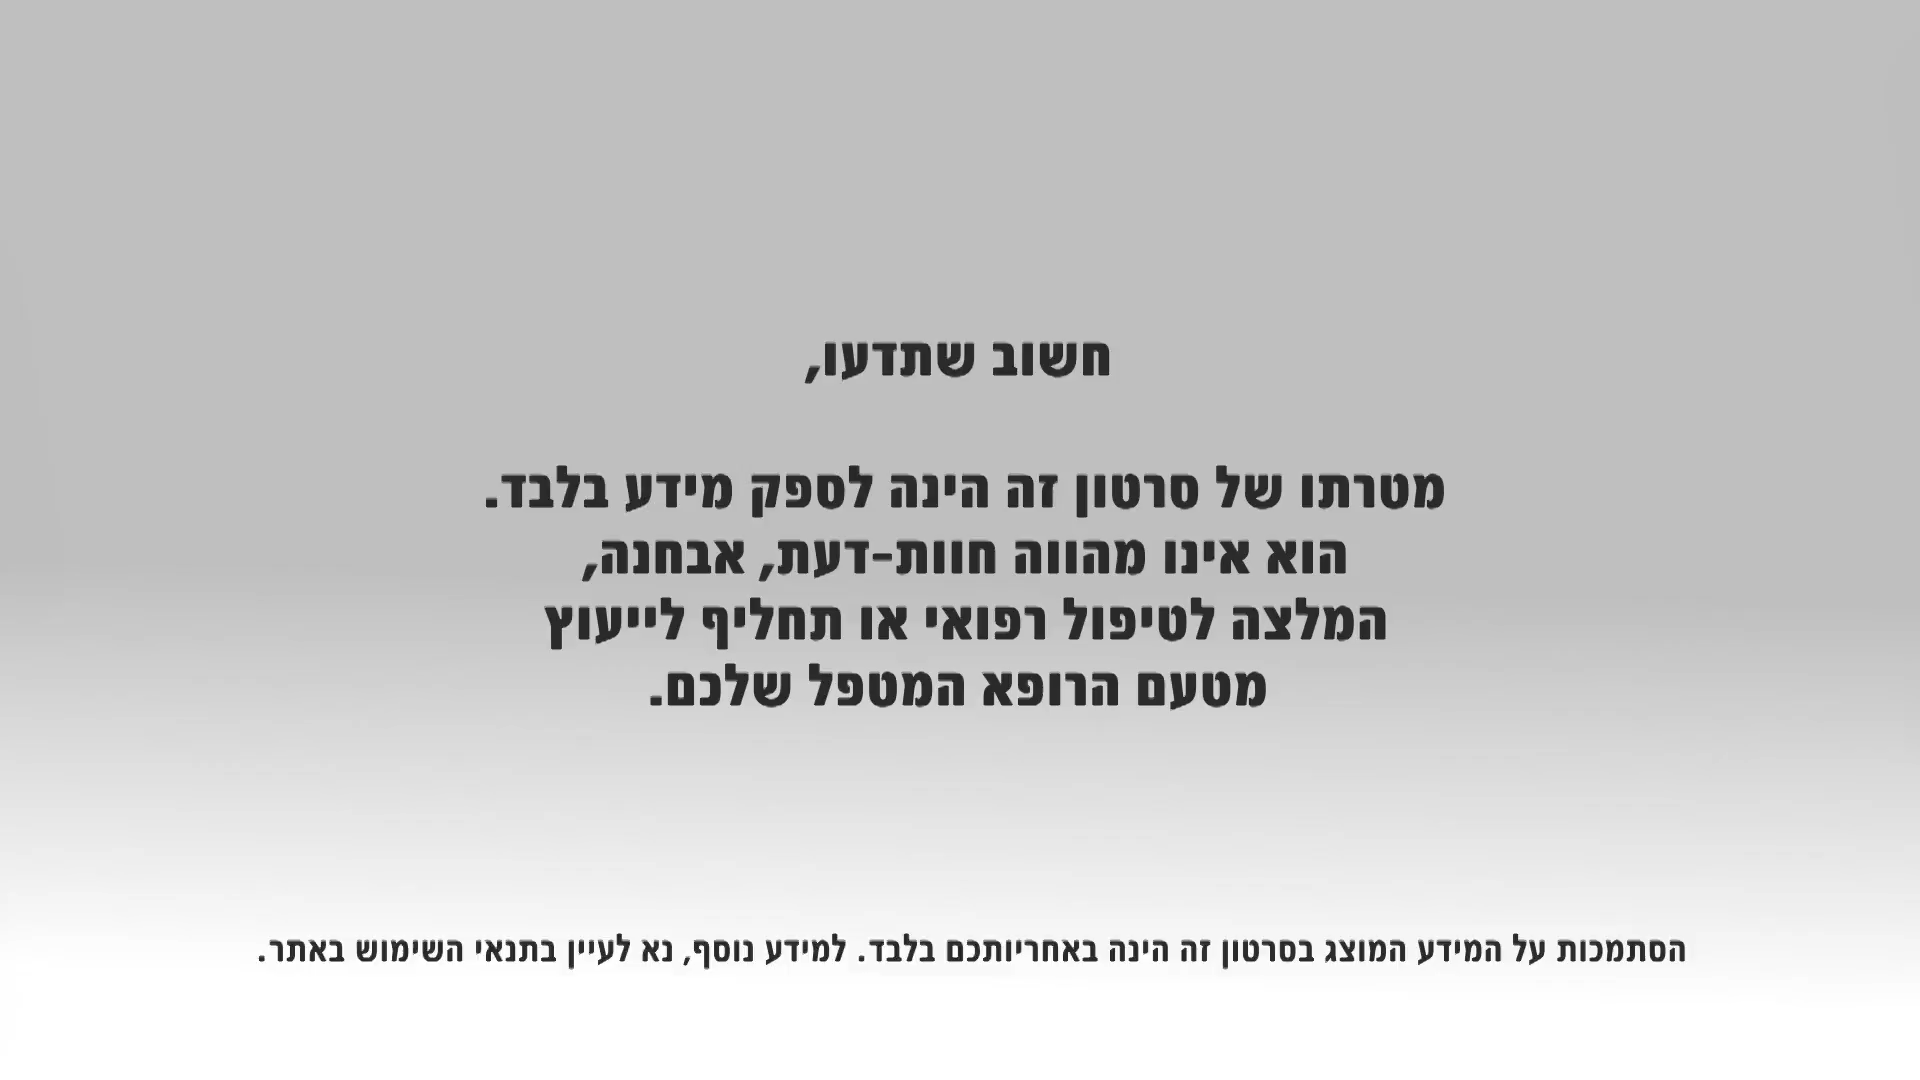 חשוב שתדעו,
מטרתו של סרטון זה הינה לספק מידע בלבד.
הוא אינו מהווה חוות-דעת, אבחנה,
המלצה לטיפול רפואי או תחליף לייעוץ
מטעם הרופא המטפל שלכם.
הסתמכות על המידע המוצג בסרטון זה הינה באחריותכם בלבד. למידע נוסף, נא לעיין בתנאי השימוש באתר.